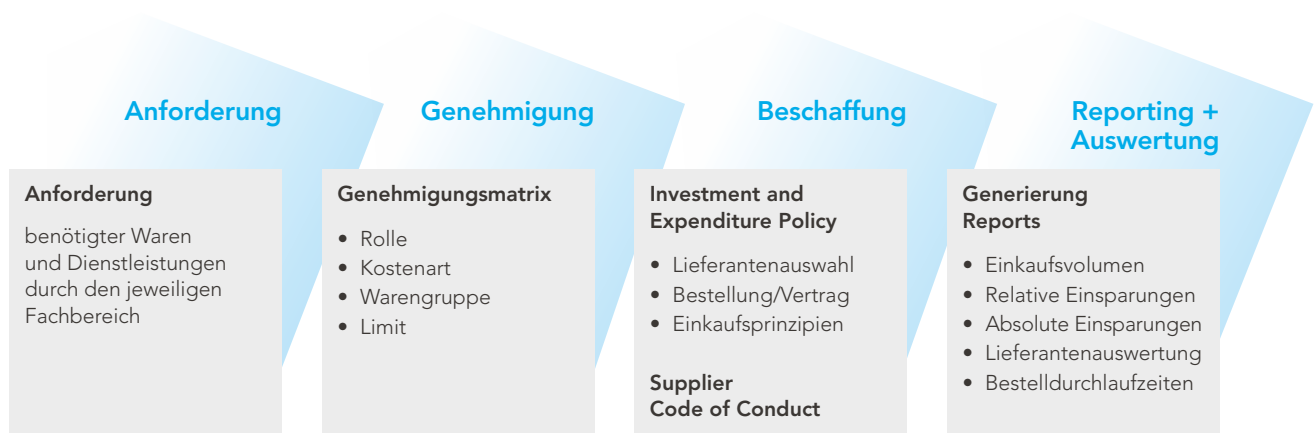 Anforderung
Genehmigung
Beschaffung
Reporting +
Auswertung
Anforderung
benötigter Waren
und Dienstleistungen
durch den jeweiligen
Fachbereich
Genehmigungsmatrix
• Rolle
• Kostenart
• Warengruppe
• Limit
Investment and
Expenditure Policy
• Lieferantenauswahl
• Bestellung/Vertrag
• Einkaufsprinzipien
Supplier
Code of Conduct
Generierung
Reports
• Einkaufsvolumen
• Relative Einsparungen
• Absolute Einsparungen
• Lieferantenauswertung
• Bestelldurchlaufzeiten